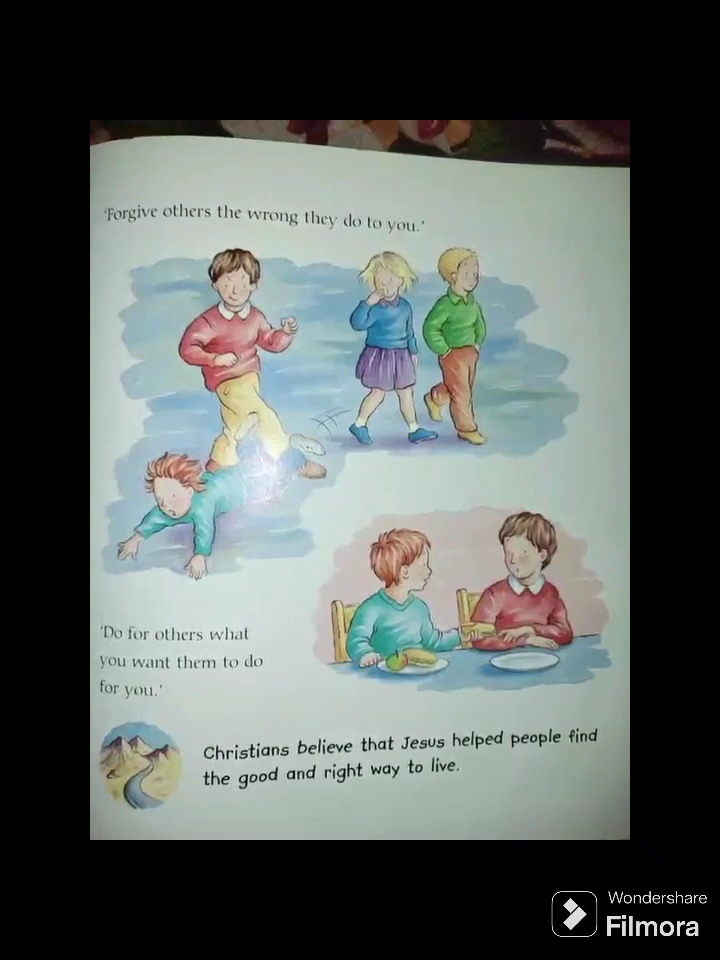 'Forgive others the wrong they do to you.'
'Do for others what
you want them to do
for you.'
Christians believe that Jesus helped people find
the good and right way to live.
Wondershare
Filmora